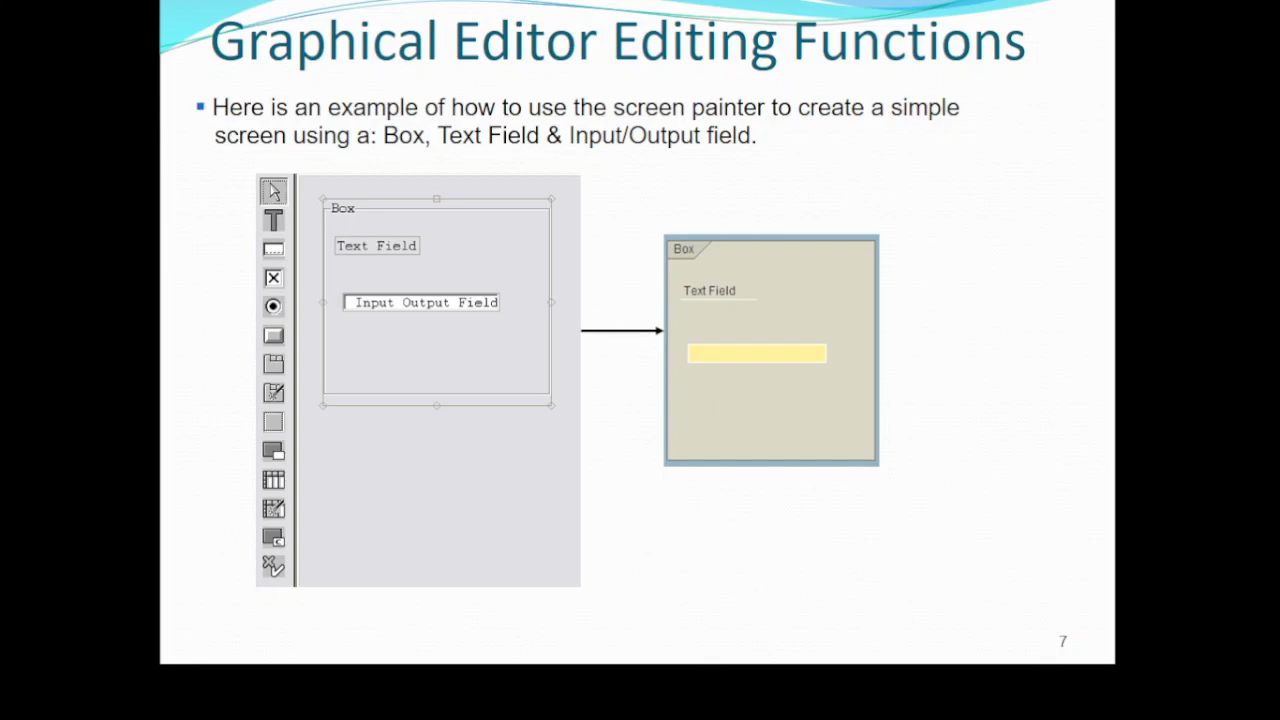 Graphical Editor Editing Functions
Here is an example of how to use the screen painter to create a simple
screen using a: Box, Text Field & Input/Output field.
Box
Text Field
Input Output Field
Box
Text Field
7